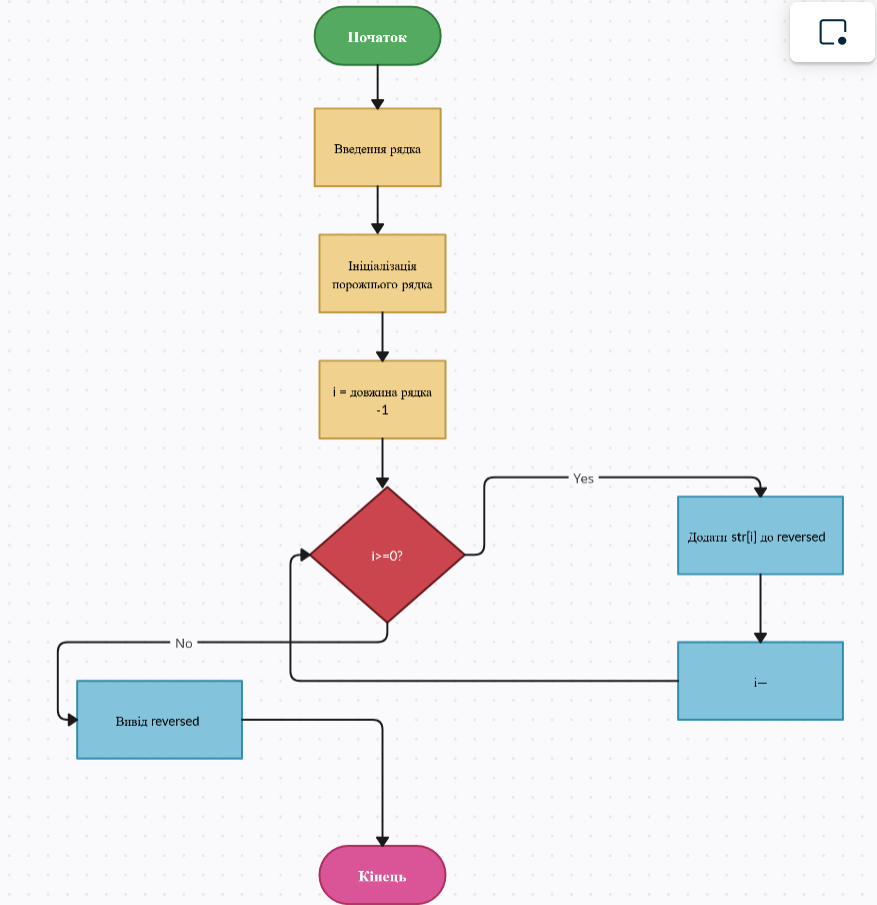 Початок
Введення рядка
Ініціалізація
порожнього рядка
i = довжина рядка
-1
i>=0?
Yes
Додати str[i] до reversed
i—
No
Вивід reversed
Кінець